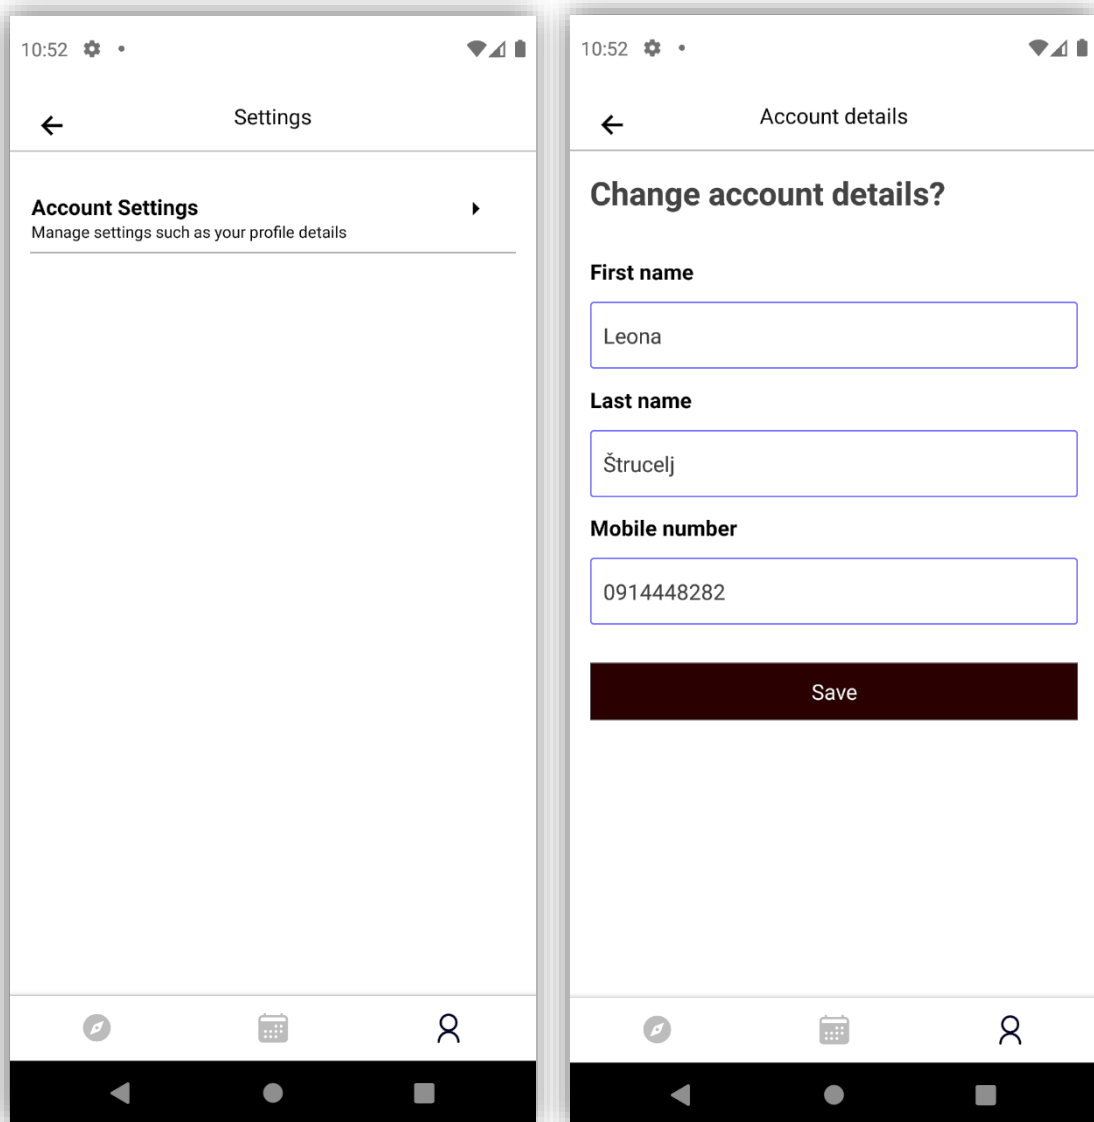 10:52
Settings
Account Settings
Manage settings such as your profile details
10:52
Account details
Change account details?
First name
Leona
Last name
Štrucelj
Mobile number
0914448282
Save